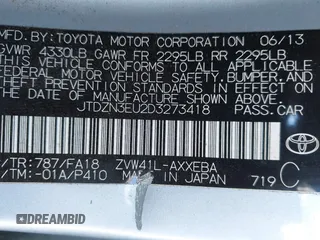 MFD. BY: TOYOTA MOTOR CORPORATION 06/13
GVWR 4330LB GAWR FR 2295LB RR 2295LB
THIS VEHICLE CONFORMS TO ALL APPLICABLE
FEDERAL MOTOR VEHICLE SAFETY, BUMPER, AND
THEFT PREVENTION STANDARDS IN EFFECT ON
THE DATE OF MANUFACTURE SHOWN ABOVE.
JTDZN3EU2D3273418 PASS.CAR
C/TR: 787/FA18 ZVW41L-AXXEBA
A/TM: -01A/P410 MADE IN JAPAN 719 C
TOYOTA
DREAMBID